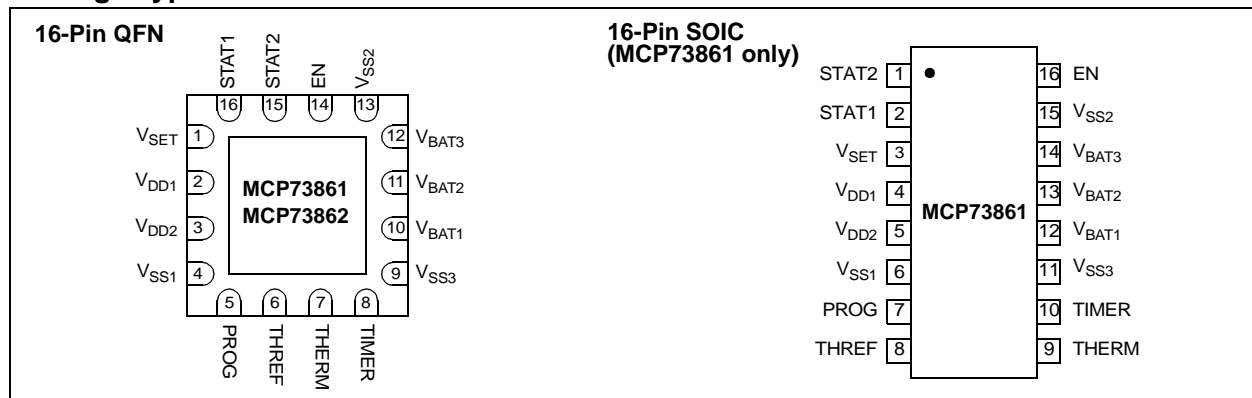 16-Pin QFN
STAT1
STAT2
EN
VSS2
16
15
14
13
VSET 1
VDD1 2
VDD2 3
VSS1 4
12 VBAT3
11 VBAT2
10 VBAT1
9 VSS3
MCP73861
MCP73862
5
6
7
8
PROG
THREF
THERM
TIMER
16-Pin SOIC
(MCP73861 only)
STAT2 1
STAT1 2
VSET 3
VDD1 4
VDD2 5
VSS1 6
PROG 7
THREF 8
MCP73861
16 EN
15 VSS2
14 VBAT3
13 VBAT2
12 VBAT1
11 VSS3
10 TIMER
9 THERM